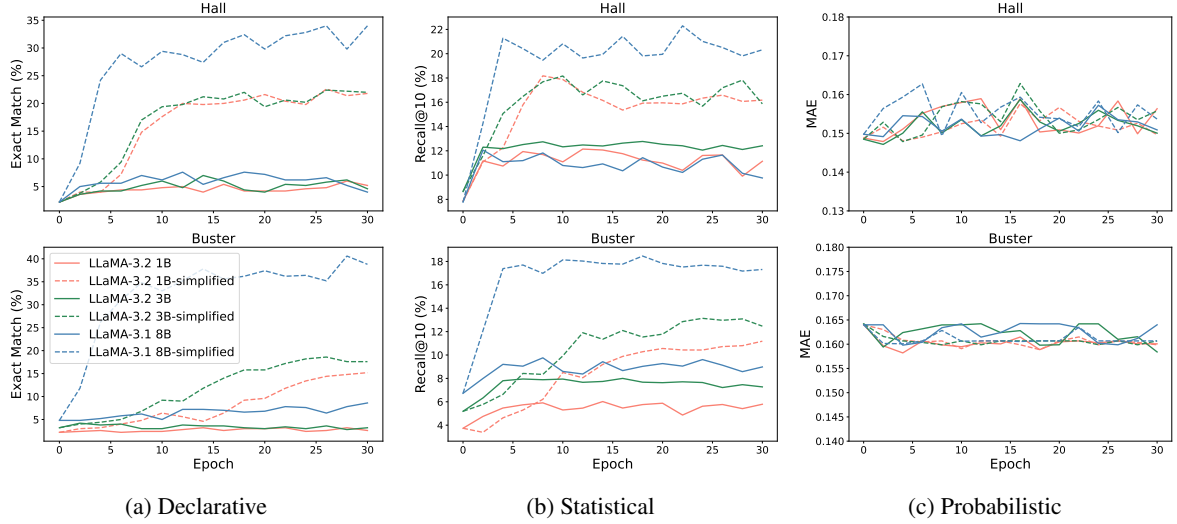 Hall
35
30
25
20
15
10
5
Exact Match (%)
0 5 10 15 20 25 30
Hall
22
20
18
16
14
12
10
8
Recall@10 (%)
0 5 10 15 20 25 30
Hall
0.18
0.17
0.16
0.15
0.14
0.13
MAE
0 5 10 15 20 25 30
Buster
40
35
30
25
20
15
10
5
Exact Match (%)
LLaMA-3.2 1B
LLaMA-3.2 1B-simplified
LLaMA-3.2 3B
LLaMA-3.2 3B-simplified
LLaMA-3.1 8B
LLaMA-3.1 8B-simplified
0 5 10 15 20 25 30
Epoch
Buster
18
16
14
12
10
8
6
4
Recall@10 (%)
0 5 10 15 20 25 30
Epoch
Buster
0.180
0.175
0.170
0.165
0.160
0.155
0.150
0.145
0.140
MAE
0 5 10 15 20 25 30
Epoch
(a) Declarative
(b) Statistical
(c) Probabilistic